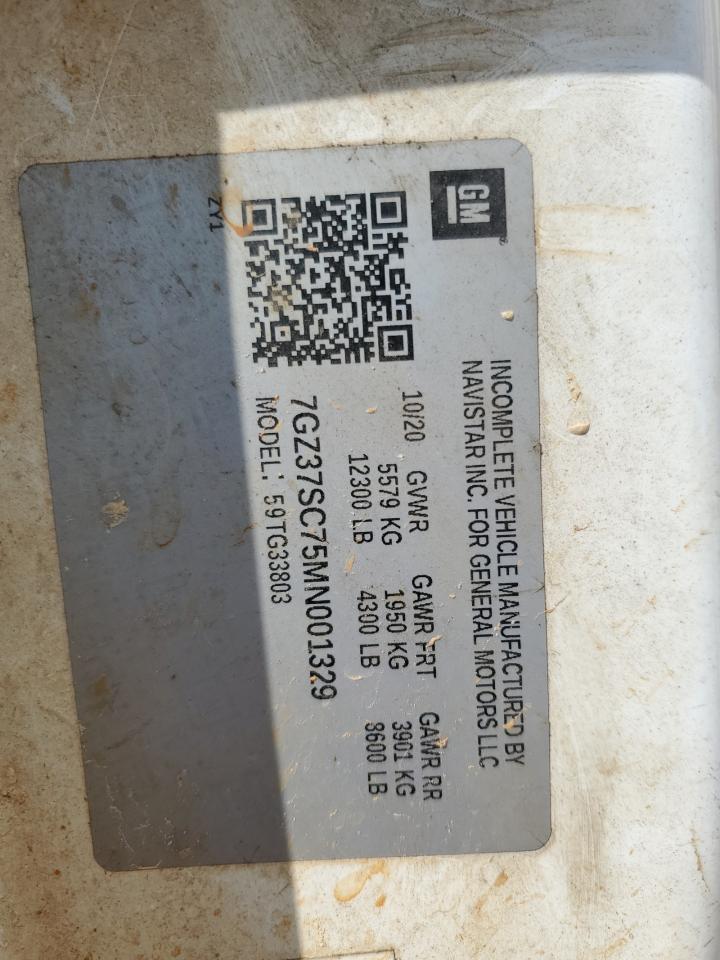 GM
INCOMPLETE VEHICLE MANUFACTURED BY
NAVISTAR INC. FOR GENERAL MOTORS LLC
10/20 GVWR GAWR FRT GAWR RR
5579 KG 1950 KG 3901 KG
12300 LB 4300 LB 8600 LB
7GZ37SC75MN001329
MODEL: 59TG33803
ZY1